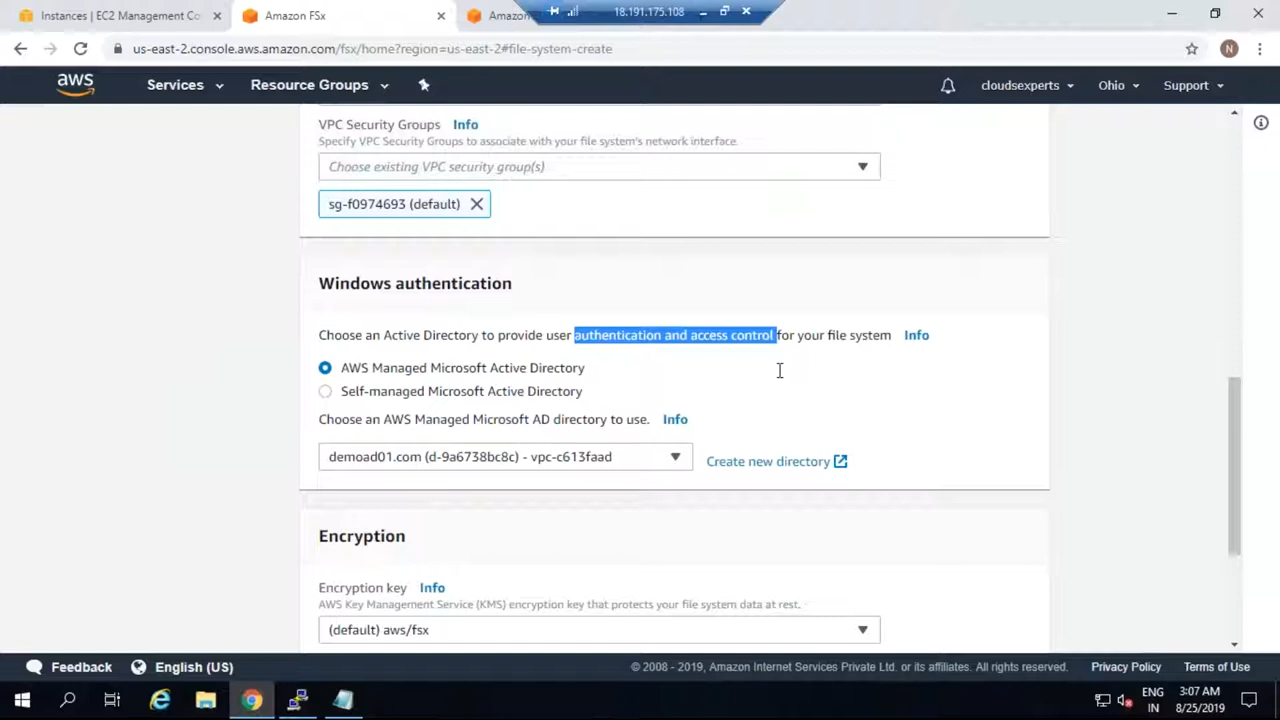 Instances | EC2 Management Co
Amazon FSx
Amazon
18.191.175.108
us-east-2.console.aws.amazon.com/fsx/home?region=us-east-2#file-system-create
N
aws
Services
Resource Groups
cloudsexperts
Ohio
Support
VPC Security Groups Info
Specify VPC Security Groups to associate with your file system's network interface.
Choose existing VPC security group(s)
sg-f0974693 (default)
Windows authentication
Choose an Active Directory to provide user authentication and access control for your file system Info
AWS Managed Microsoft Active Directory
Self-managed Microsoft Active Directory
Choose an AWS Managed Microsoft AD directory to use. Info
demoad01.com (d-9a6738bc8c) - vpc-c613faad
Create new directory
Encryption
Encryption key Info
AWS Key Management Service (KMS) encryption key that protects your file system data at rest.
(default) aws/fsx
Feedback
English (US)
© 2008 - 2019, Amazon Internet Services Private Ltd. or its affiliates. All rights reserved.
Privacy Policy
Terms of Use
ENG
IN
3:07 AM
8/25/2019